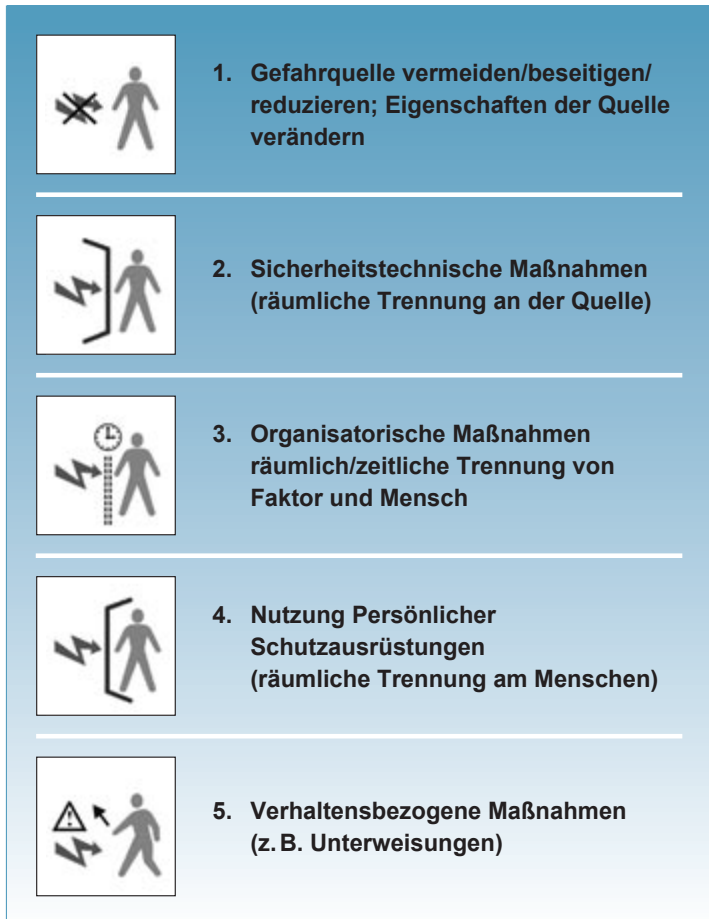 1. Gefahrquelle vermeiden/beseitigen/
reduzieren; Eigenschaften der Quelle
verändern
2. Sicherheitstechnische Maßnahmen
(räumliche Trennung an der Quelle)
3. Organisatorische Maßnahmen
räumlich/zeitliche Trennung von
Faktor und Mensch
4. Nutzung Persönlicher
Schutzausrüstungen
(räumliche Trennung am Menschen)
5. Verhaltensbezogene Maßnahmen
(z. B. Unterweisungen)